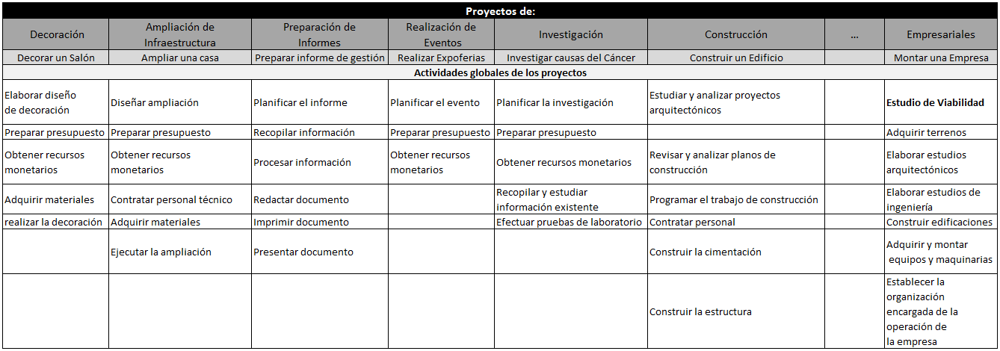 Proyectos de:
Decoración
Ampliación de
Infraestructura
Preparación de
Informes
Realización de
Eventos
Investigación
Construcción
...
Empresariales
Decorar un Salón
Ampliar una casa
Preparar informe de gestión
Realizar Expoferias
Investigar causas del Cáncer
Construir un Edificio
Montar una Empresa
Actividades globales de los proyectos
Elaborar diseño
de decoración
Diseñar ampliación
Planificar el informe
Planificar el evento
Planificar la investigación
Estudiar y analizar proyectos
arquitectónicos
Estudio de Viabilidad
Preparar presupuesto
Preparar presupuesto
Recopilar información
Preparar presupuesto
Preparar presupuesto
Adquirir terrenos
Obtener recursos
monetarios
Obtener recursos
monetarios
Procesar información
Obtener recursos
monetarios
Obtener recursos monetarios
Revisar y analizar planos de
construcción
Elaborar estudios
arquitectónicos
Adquirir materiales
Contratar personal técnico
Redactar documento
Recopilar y estudiar
información existente
Programar el trabajo de construcción
Elaborar estudios de
ingeniería
realizar la decoración
Adquirir materiales
Imprimir documento
Efectuar pruebas de laboratorio
Contratar personal
Construir edificaciones
Ejecutar la ampliación
Presentar documento
Construir la cimentación
Adquirir y montar
equipos y maquinarias
Construir la estructura
Establecer la
organización
encargada de la
operación de
la empresa